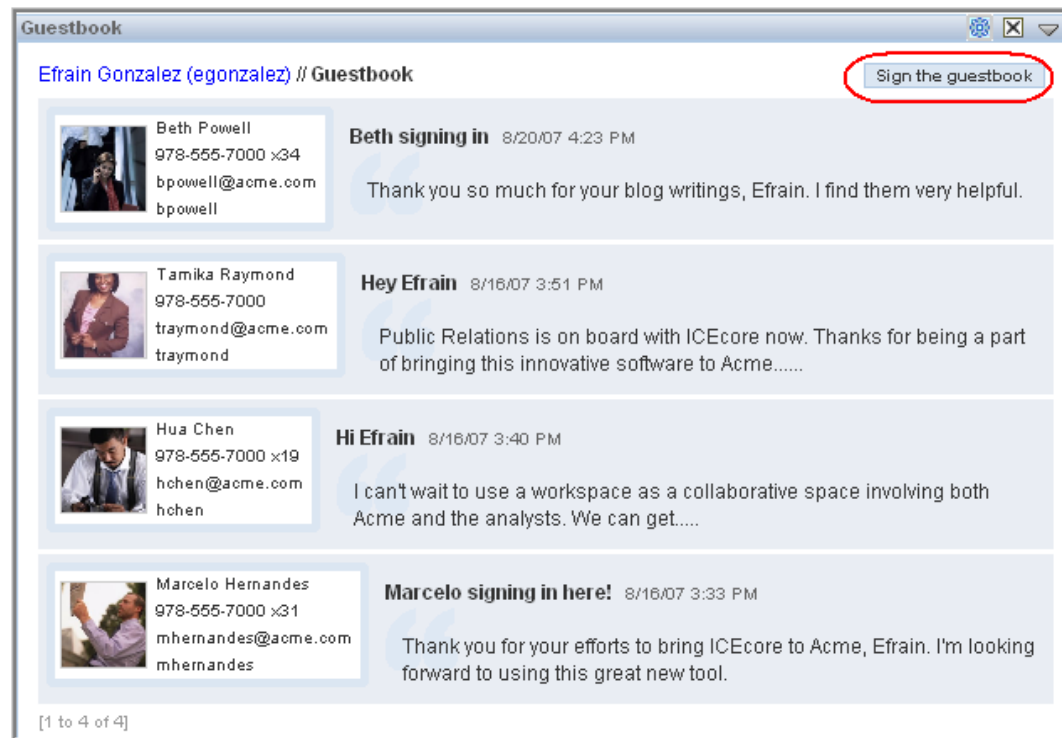 Guestbook
Efrain Gonzalez (egonzalez) // Guestbook
Sign the guestbook
Beth Powell
978-555-7000 x34
bpowell@acme.com
bpowell
Beth signing in 8/20/07 4:23 PM
Thank you so much for your blog writings, Efrain. I find them very helpful.
Tamika Raymond
978-555-7000
traymond@acme.com
traymond
Hey Efrain 8/16/07 3:51 PM
Public Relations is on board with ICEcore now. Thanks for being a part
of bringing this innovative software to Acme......
Hua Chen
978-555-7000 x19
hchen@acme.com
hchen
Hi Efrain 8/16/07 3:40 PM
I can't wait to use a workspace as a collaborative space involving both
Acme and the analysts. We can get.....
Marcelo Hernandes
978-555-7000 x31
mhernandes@acme.com
mhernandes
Marcelo signing in here! 8/16/07 3:33 PM
Thank you for your efforts to bring ICEcore to Acme, Efrain. I'm looking
forward to using this great new tool.
[1 to 4 of 4]